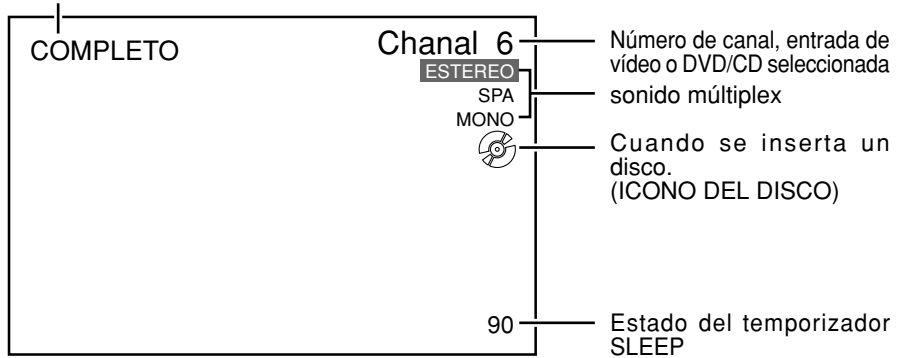 COMPLETO
Chanal 6
ESTEREO
SPA
MONO
90
Número de canal, entrada de
vídeo o DVD/CD seleccionada
sonido múltiplex
Cuando se inserta un
disco.
(ICONO DEL DISCO)
Estado del temporizador
SLEEP